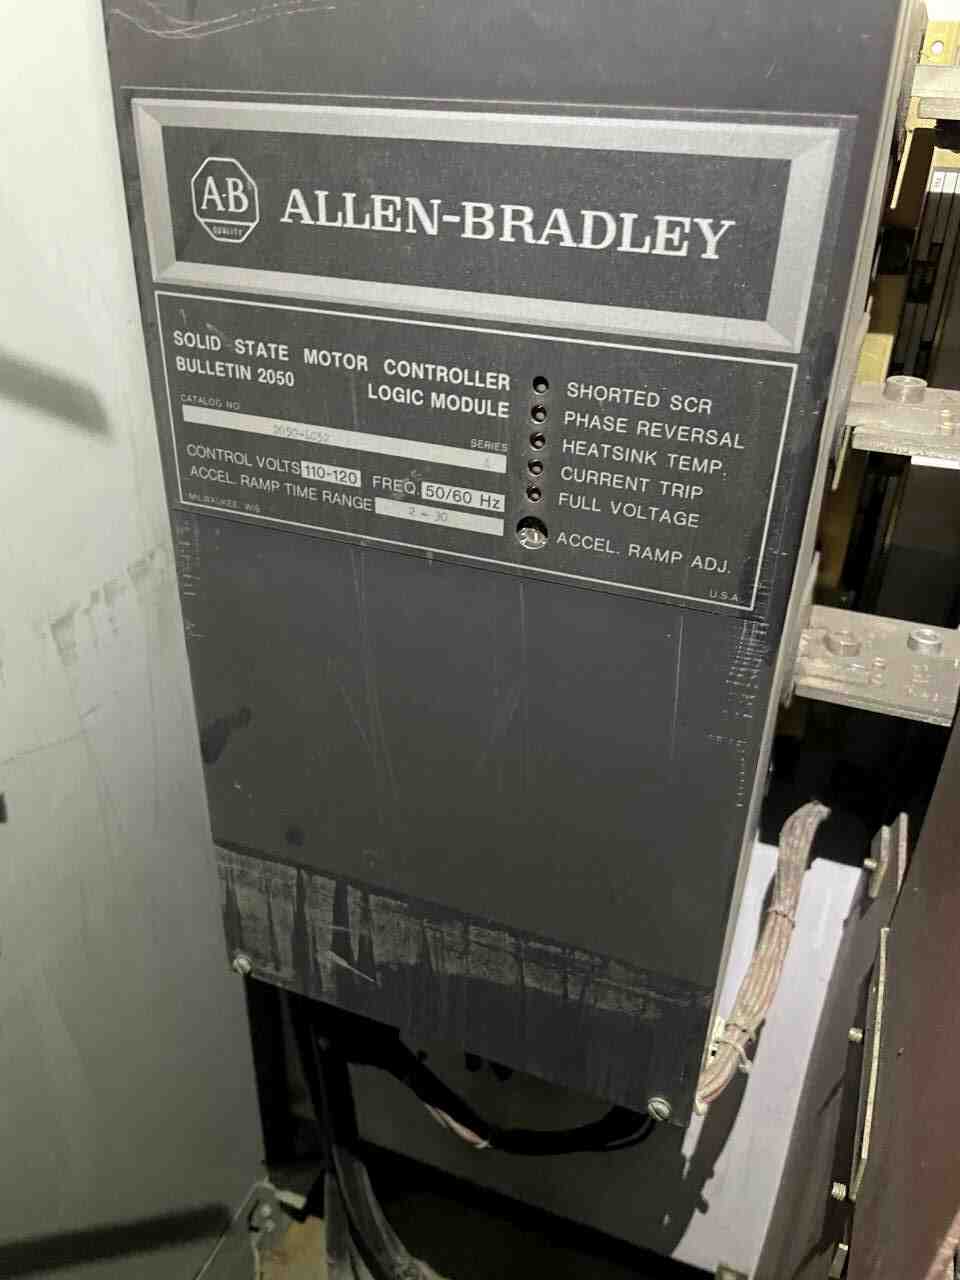 A-B
QUALITY
ALLEN-BRADLEY
SOLID STATE MOTOR CONTROLLER
BULLETIN 2050
LOGIC MODULE
CATALOG NO
SERIES
CONTROL VOLTS 110-120 FREQ. 50/60 Hz
ACCEL. RAMP TIME RANGE 2 - 30
MILWAUKEE, WIS
SHORTED SCR
PHASE REVERSAL
HEATSINK TEMP.
CURRENT TRIP
FULL VOLTAGE
ACCEL. RAMP ADJ.
U.S.A.